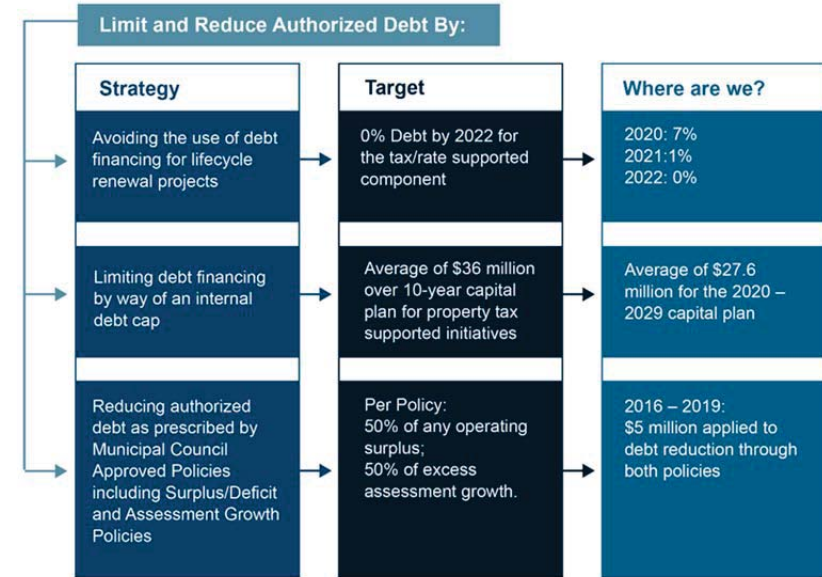 Limit and Reduce Authorized Debt By:
Strategy
Target
Where are we?
Avoiding the use of debt
financing for lifecycle
renewal projects
0% Debt by 2022 for
the tax/rate supported
component
2020: 7%
2021:1%
2022: 0%
Limiting debt financing
by way of an internal
debt cap
Average of $36 million
over 10-year capital
plan for property tax
supported initiatives
Average of $27.6
million for the 2020 –
2029 capital plan
Reducing authorized
debt as prescribed by
Municipal Council
Approved Policies
including Surplus/Deficit
and Assessment Growth
Policies
Per Policy:
50% of any operating
surplus;
50% of excess
assessment growth.
2016 – 2019:
$5 million applied to
debt reduction through
both policies